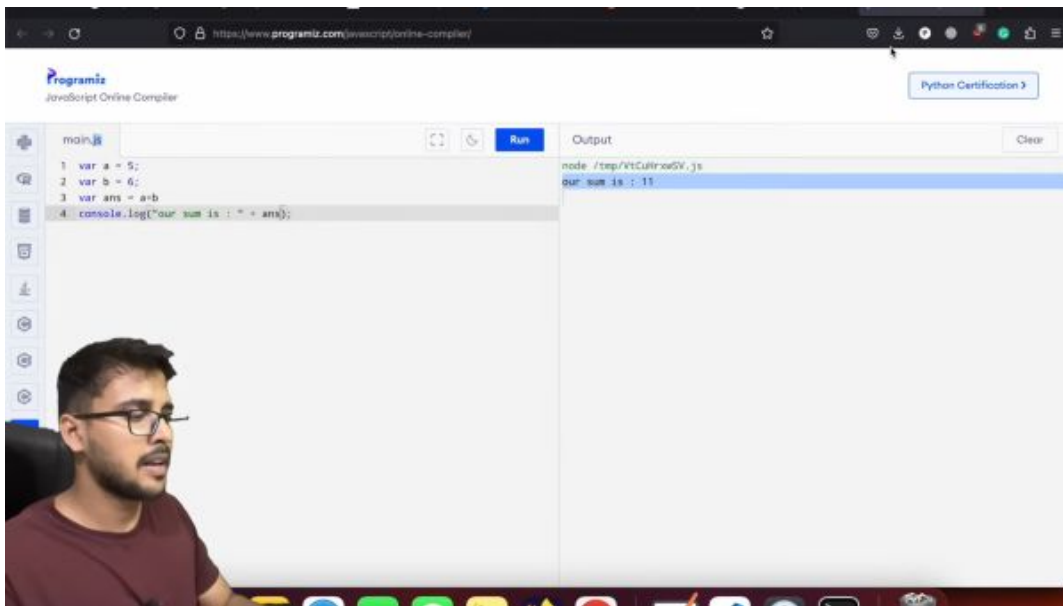 https://www.programiz.com/javascript/online-compiler/
Programiz
JavaScript Online Compiler
Python Certification >
main.js
Run
Output
Clear
1 var a = 5;
2 var b = 6;
3 var ans = a+b
4 console.log("our sum is : " + ans);
node /tmp/VtCuHrxwSV.js
our sum is : 11